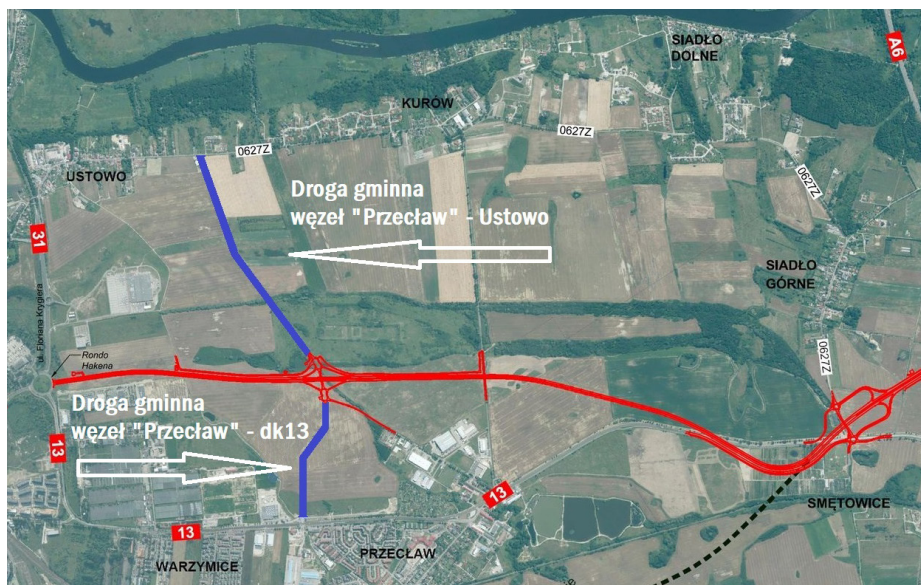 SIADŁO
DOLNE
A6
KURÓW
0627Z
0627Z
USTOWO
0627Z
Droga gminna
węzeł "Przecław" - Ustowo
31
SIADŁO
GÓRNE
ul. Floriana Krygiera
Rondo
Hakena
0627Z
Droga gminna
węzeł "Przecław" - dk13
13
13
SMĘTOWICE
13
PRZECŁAW
WARZYMICE